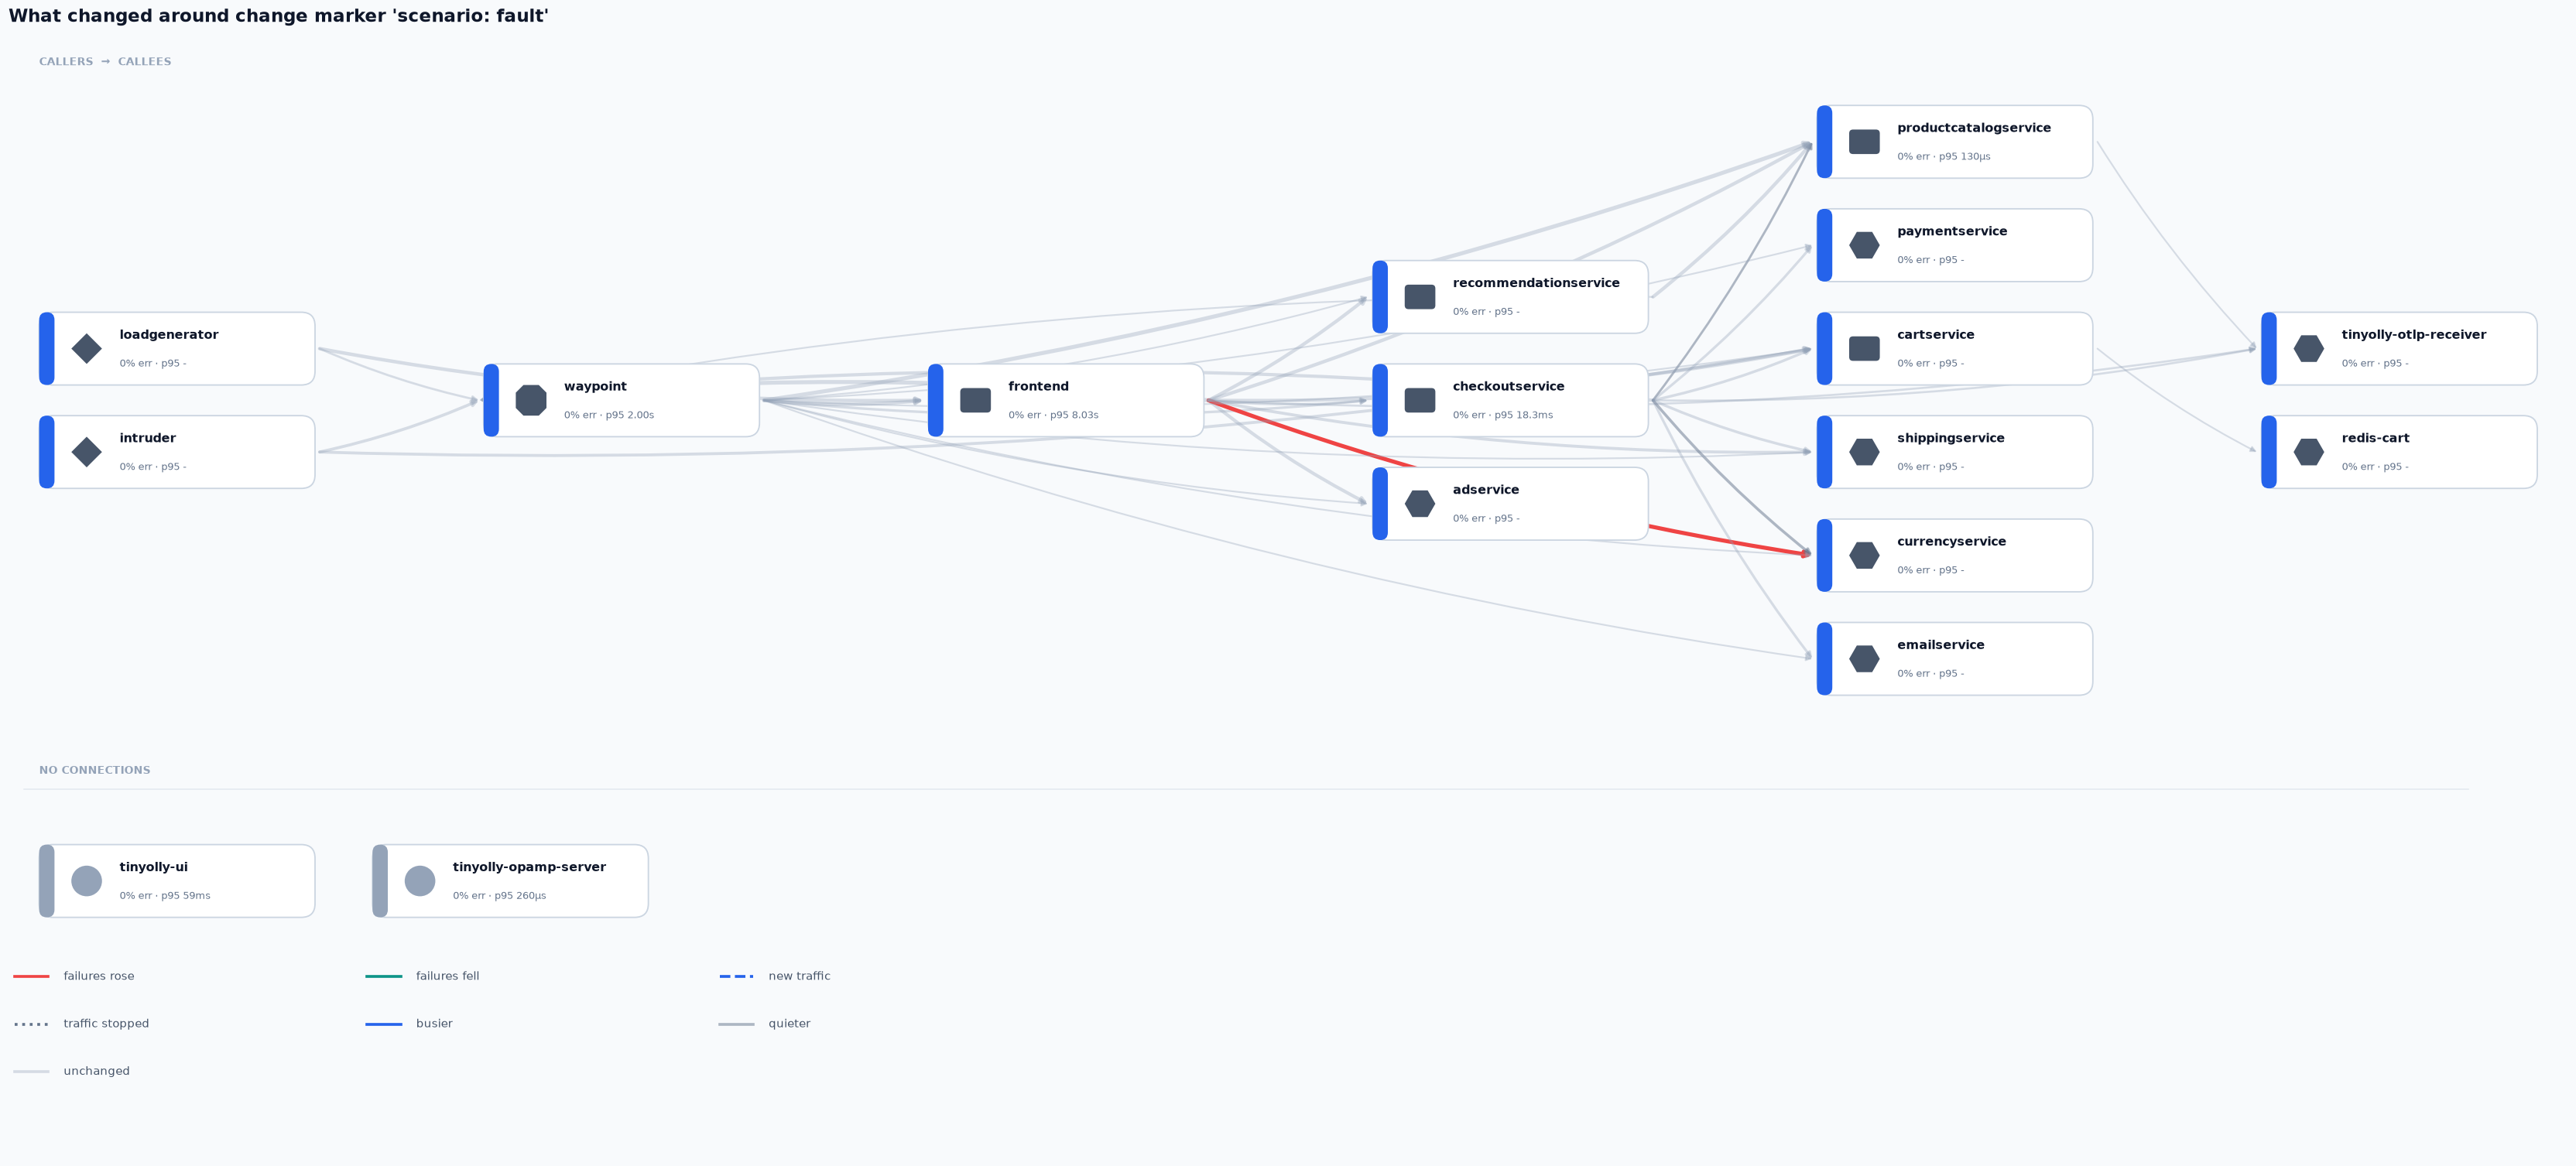 What changed around change marker 'scenario: fault'
CALLERS → CALLEES
productcatalogservice
0% err · p95 130µs
paymentservice
0% err · p95 -
recommendationservice
0% err · p95 -
loadgenerator
0% err · p95 -
cartservice
0% err · p95 -
tinyolly-otlp-receiver
0% err · p95 -
waypoint
0% err · p95 2.00s
frontend
0% err · p95 8.03s
checkoutservice
0% err · p95 18.3ms
intruder
0% err · p95 -
shippingservice
0% err · p95 -
redis-cart
0% err · p95 -
adservice
0% err · p95 -
currencyservice
0% err · p95 -
emailservice
0% err · p95 -
NO CONNECTIONS
tinyolly-ui
0% err · p95 59ms
tinyolly-opamp-server
0% err · p95 260µs
failures rose
failures fell
new traffic
traffic stopped
busier
quieter
unchanged